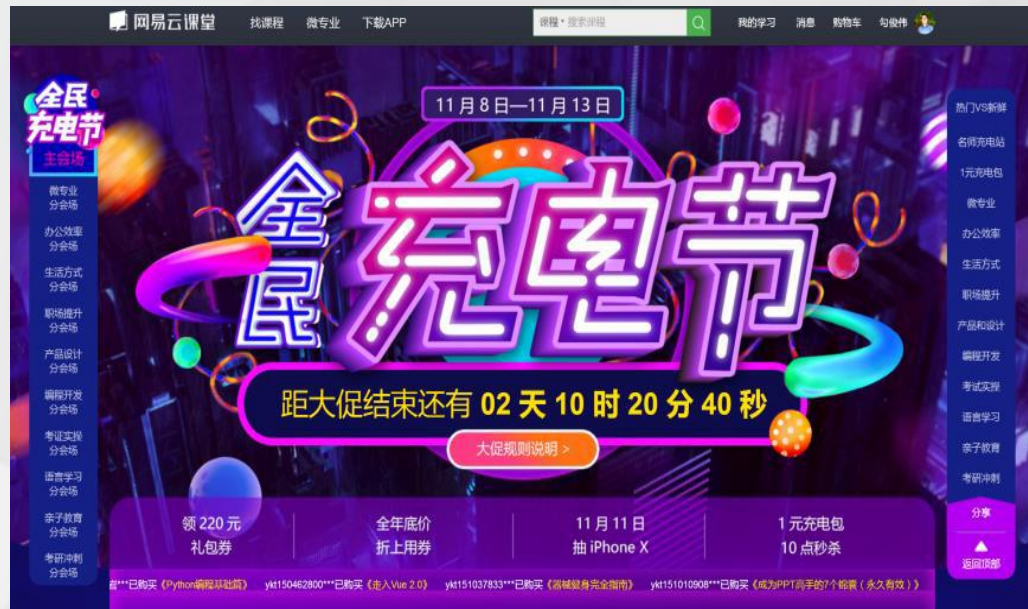 网易云课堂 找课程 微专业 下载APP 课程 搜索课程 我的学习 消息 购物车 勾俊伟
全民
充电节
主会场
微专业
分会场
办公效率
分会场
生活方式
分会场
职场提升
分会场
产品设计
分会场
编程开发
分会场
考证实操
分会场
语言学习
分会场
亲子教育
分会场
考研冲刺
分会场
11月8日—11月13日
全民
充电节
距大促结束还有 02 天 10 时 20 分 40 秒
大促规则说明 >
领 220 元
礼包券
全年底价
折上用券
11 月 11 日
抽 iPhone X
1 元充电包
10 点秒杀
***已购买《Python编程基础篇》 ykt150462800***已购买《走入Vue 2.0》 ykt151037833***已购买《器械健身完全指南》 ykt151010908***已购买《成为PPT高手的7个锦囊(永久有效)》
热门VS新鲜
名师充电站
1元充电包
微专业
办公效率
生活方式
职场提升
产品和设计
编程开发
考试实操
语言学习
亲子教育
考研冲刺
分享
返回顶部